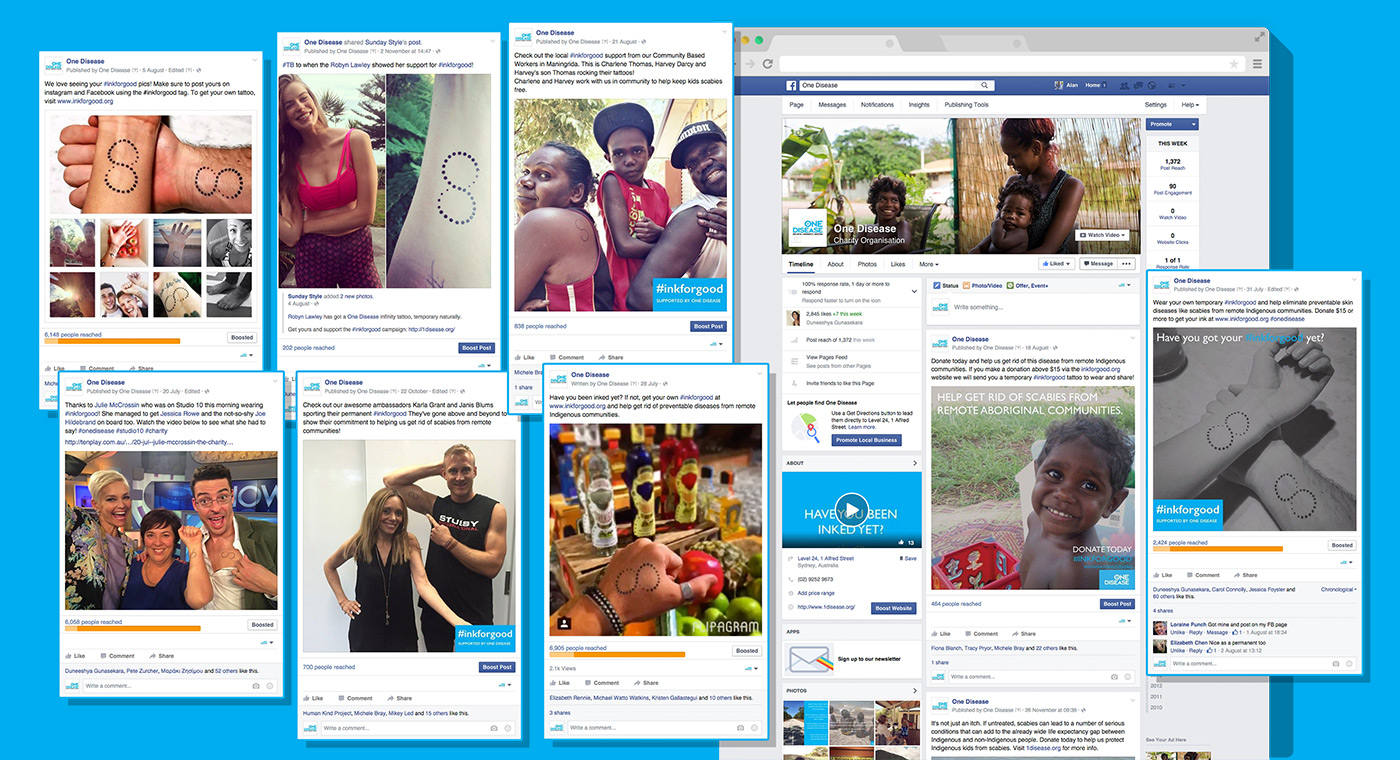 One Disease
Published by One Disease [?] · 5 August · Edited ·
We love seeing your #inkforgood pics! Make sure to post yours on
instagram and Facebook using the #inkforgood tag. To get your own tattoo,
visit www.inkforgood.org
6,148 people reached
Boosted
Like Comment Share
One Disease shared Sunday Style's post.
Published by One Disease [?] · 2 November at 14:47 ·
#TB to when the Robyn Lawley showed her support for #inkforgood!
Sunday Style added 2 new photos.
4 August ·
Robyn Lawley has got a One Disease infinity tattoo, temporary naturally.
Get yours and support the #inkforgood campaign: http://1disease.org/
202 people reached
Boost Post
One Disease
Published by One Disease [?] · 21 August ·
Check out the local #inkforgood support from our Community Based
Workers in Maningrida. This is Charlene Thomas, Harvey Darcy and
Harvey's son Thomas rocking their tattoos!
Charlene and Harvey work with us in community to help keep kids scabies
free.
#inkforgood
SUPPORTED BY ONE DISEASE
838 people reached
Boost Post
Like Comment Share
Michele Bra
1 share
One Disease
Published by One Disease [?] · 20 July · Edited ·
Thanks to Julie McCrossin who was on Studio 10 this morning wearing
#inkforgood! She managed to get Jessica Rowe and the not-so-shy Joe
Hildebrand on board too. Watch the video below to see what she had to
say! #onedisease #studio10 #charity
http://tenplay.com.au/.../20-jul--julie-mccrossin-the-charity...
6,058 people reached
Boosted
Like Comment Share
Duneeshya Gunasekara, Pete Zurcher, Μαρλκι Ζησίμου and 52 others like this.
Write a comment...
One Disease
Published by One Disease [?] · 22 October · Edited ·
Check out our awesome ambassadors Karla Grant and Janis Blums
sporting their permanent #inkforgood They've gone above and beyond to
show their commitment to helping us get rid of scabies from remote
communities!
#inkforgood
SUPPORTED BY ONE DISEASE
700 people reached
Boost Post
Like Comment Share
Human Kind Project, Michele Bray, Mikey Led and 15 others like this.
Write a comment...
One Disease
Written by One Disease [?] · 28 July ·
Have you been inked yet? If not, get your own #inkforgood at
www.inkforgood.org and help get rid of preventable diseases from remote
Indigenous communities.
IPAGRAM
6,905 people reached
Boosted
2.1k Views
Like Comment Share
Elizabeth Rennie, Michael Watto Watkins, Kristen Gallastegui and 10 others like this.
3 shares
Write a comment...
One Disease
Alan Home 1
Page Messages Notifications Insights Publishing Tools Settings Help
ONE
DISEASE
One Disease
Charity Organisation
Watch Video
Timeline About Photos Likes More Liked Message
Promote
THIS WEEK
1,372
Post Reach
90
Post Engagement
0
Watch Video
0
Website Clicks
1 of 1
Response Rate
100% response rate, 1 day or more to
respond
Respond faster to turn on the icon
2,845 likes +7 this week
Duneeshya Gunasekara
Post reach of 1,372 this week
View Pages Feed
See posts from other Pages
Invite friends to like this Page
Let people find One Disease
Use a Get Directions button to lead
them directly to Level 24, 1 Alfred
Street. Learn more.
Promote Local Business
ABOUT
HAVE YOU BEEN
INKED YET?
13
Level 24, 1 Alfred Street
Sydney, Australia
Save
(02) 9252 9673
Add price range
http://www.1disease.org/
Boost Website
APPS
Sign up to our newsletter
PHOTOS
Status Photo/Video Offer, Event+
Write something...
One Disease
Published by One Disease [?] · 18 August ·
Donate today and help us get rid of this disease from remote Indigenous
communities. If you make a donation above $15 via the inkforgood.org
website we will send you a temporary #inkforgood tattoo to wear and share!
HELP GET RID OF SCABIES FROM
REMOTE ABORIGINAL COMMUNITIES.
DONATE TODAY
#INKFORGOOD
ONE
DISEASE
464 people reached
Boost Post
Like Comment Share
Fiona Blanch, Tracy Pryor, Michele Bray and 22 others like this.
1 share
Write a comment...
One Disease
Published by One Disease [?] · 26 November at 09:38 ·
It's not just an itch. If untreated, scabies can lead to a number of serious
conditions that can add to the already wide life expectancy gap between
Indigenous and non-Indigenous people. Donate today to help us protect
Indigenous kids from scabies. Visit 1disease.org for more info.
One Disease
Published by One Disease [?] · 31 July · Edited ·
Wear your own temporary #inkforgood and help eliminate preventable skin
diseases like scabies from remote Indigenous communities. Donate $15 or
more to get your ink at www.inkforgood.org #onedisease
Have you got your #inkforgood yet?
#inkforgood
SUPPORTED BY ONE DISEASE
2,424 people reached
Boosted
Like Comment Share
Duneeshya Gunasekara, Carol Connolly, Jessica Foyster and
60 others like this.
Chronological
4 shares
Loraine Punch Got mine and post on my FB page
Unlike · Reply · Message · 1 · 1 August at 18:34
Elizabeth Chen Nice as a permanent too
Unlike · Reply · 1 · 2 August at 13:12
Write a comment...
2012
2011
2010
See Your Ad Here